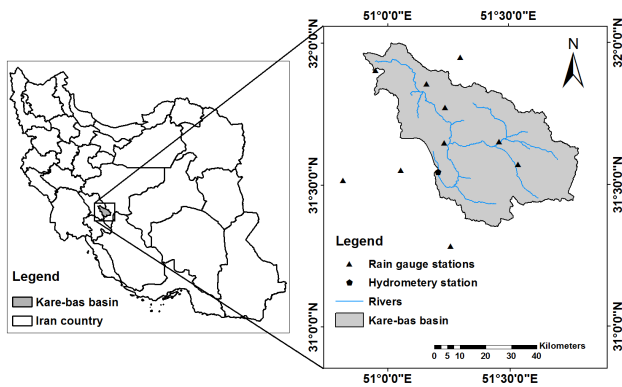 51°0'0"E
51°30'0"E
32°0'0"N
32°0'0"N
N
31°30'0"N
31°30'0"N
Legend
Kare-bas basin
Iran country
Legend
Rain gauge stations
Hydrometery station
Rivers
Kare-bas basin
31°0'0"N
31°0'0"N
Kilometers
0 5 10 20 30 40
51°0'0"E
51°30'0"E